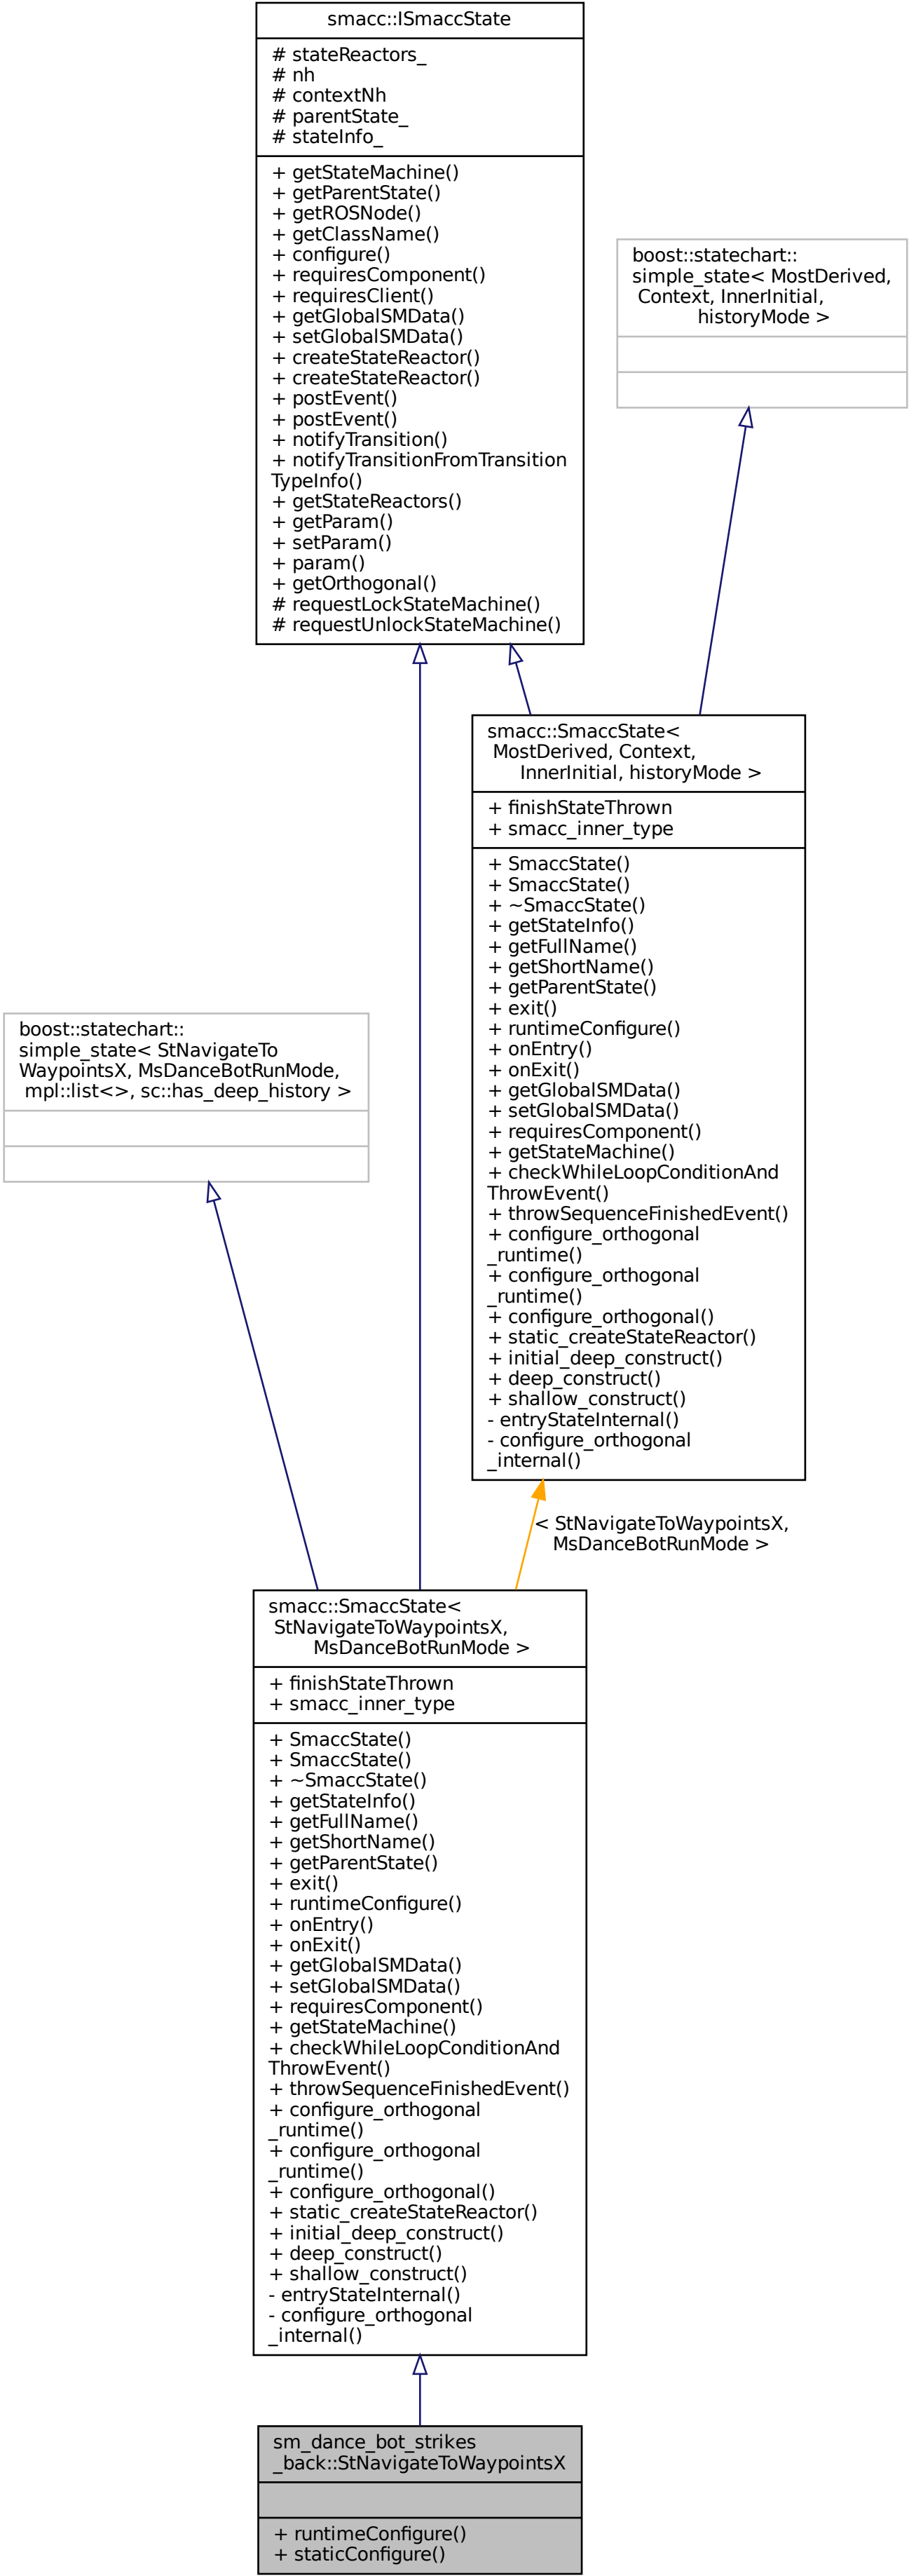 smacc::ISmaccState
# stateReactors_
# nh
# contextNh
# parentState_
# stateInfo_
+ getStateMachine()
+ getParentState()
+ getROSNode()
+ getClassName()
+ configure()
+ requiresComponent()
+ requiresClient()
+ getGlobalSMData()
+ setGlobalSMData()
+ createStateReactor()
+ createStateReactor()
+ postEvent()
+ postEvent()
+ notifyTransition()
+ notifyTransitionFromTransition
TypeInfo()
+ getStateReactors()
+ getParam()
+ setParam()
+ param()
+ getOrthogonal()
# requestLockStateMachine()
# requestUnlockStateMachine()
boost::statechart::
simple_state< MostDerived,
Context, InnerInitial,
historyMode >
smacc::SmaccState<
MostDerived, Context,
InnerInitial, historyMode >
+ finishStateThrown
+ smacc_inner_type
+ SmaccState()
+ SmaccState()
+ ~SmaccState()
+ getStateInfo()
+ getFullName()
+ getShortName()
+ getParentState()
+ exit()
+ runtimeConfigure()
+ onEntry()
+ onExit()
+ getGlobalSMData()
+ setGlobalSMData()
+ requiresComponent()
+ getStateMachine()
+ checkWhileLoopConditionAnd
ThrowEvent()
+ throwSequenceFinishedEvent()
+ configure_orthogonal
_runtime()
+ configure_orthogonal
_runtime()
+ configure_orthogonal()
+ static_createStateReactor()
+ initial_deep_construct()
+ deep_construct()
+ shallow_construct()
- entryStateInternal()
- configure_orthogonal
_internal()
boost::statechart::
simple_state< StNavigateTo
WaypointsX, MsDanceBotRunMode,
mpl::list<>, sc::has_deep_history >
< StNavigateToWaypointsX,
MsDanceBotRunMode >
smacc::SmaccState<
StNavigateToWaypointsX,
MsDanceBotRunMode >
+ finishStateThrown
+ smacc_inner_type
+ SmaccState()
+ SmaccState()
+ ~SmaccState()
+ getStateInfo()
+ getFullName()
+ getShortName()
+ getParentState()
+ exit()
+ runtimeConfigure()
+ onEntry()
+ onExit()
+ getGlobalSMData()
+ setGlobalSMData()
+ requiresComponent()
+ getStateMachine()
+ checkWhileLoopConditionAnd
ThrowEvent()
+ throwSequenceFinishedEvent()
+ configure_orthogonal
_runtime()
+ configure_orthogonal
_runtime()
+ configure_orthogonal()
+ static_createStateReactor()
+ initial_deep_construct()
+ deep_construct()
+ shallow_construct()
- entryStateInternal()
- configure_orthogonal
_internal()
sm_dance_bot_strikes
_back::StNavigateToWaypointsX
+ runtimeConfigure()
+ staticConfigure()